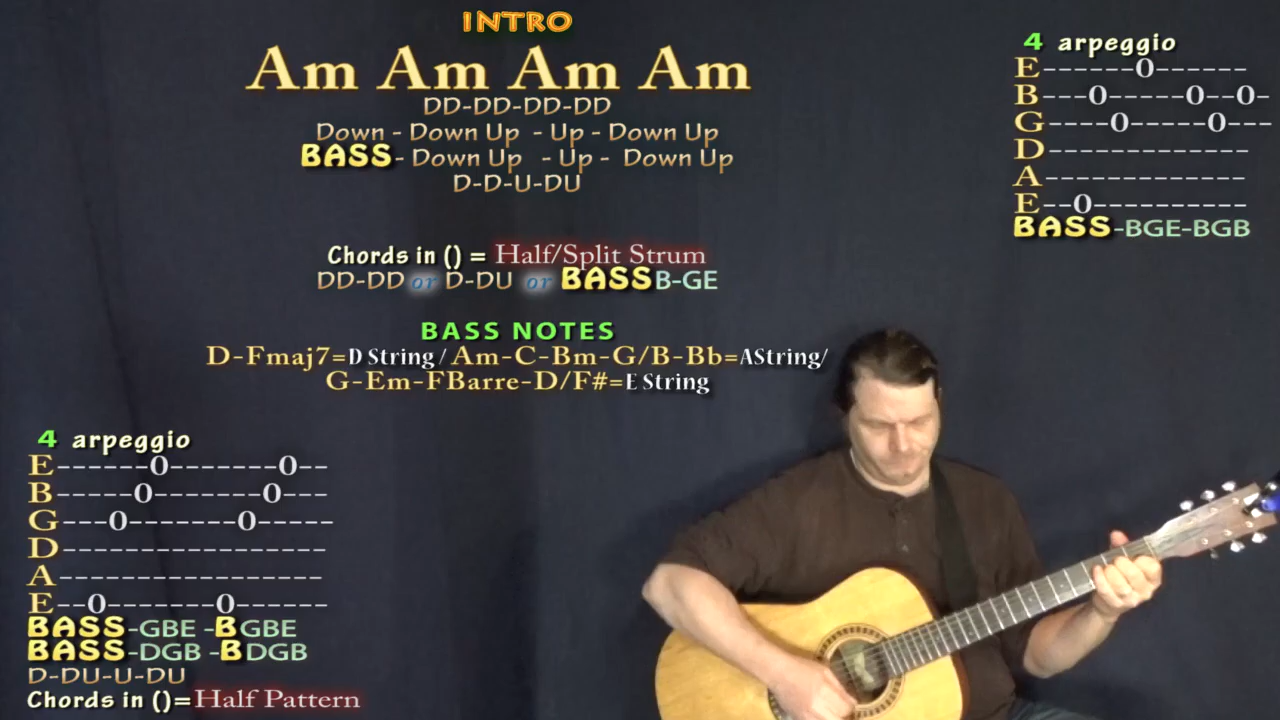 INTRO
Am Am Am Am
DD-DD-DD-DD
Down - Down Up - Up - Down Up
BASS - Down Up - Up - Down Up
D-D-U-DU
Chords in () = Half/Split Strum
DD-DD or D-DU or BASS B-GE
BASS NOTES
D-Fmaj7=D String / Am-C-Bm-G/B-Bb=AString/
G-Em-FBarre-D/F#=E String
4 arpeggio
E------0------
B---0------0--0-
G----0------0---
D-------------
A-------------
E--0----------
BASS-BGE-BGB
4 arpeggio
E------0-------0--
B-----0-------0---
G---0-------0-----
D-----------------
A-----------------
E--0-------0------
BASS-GBE -BGBE
BASS-DGB -BDGB
D-DU-U-DU
Chords in ()=Half Pattern